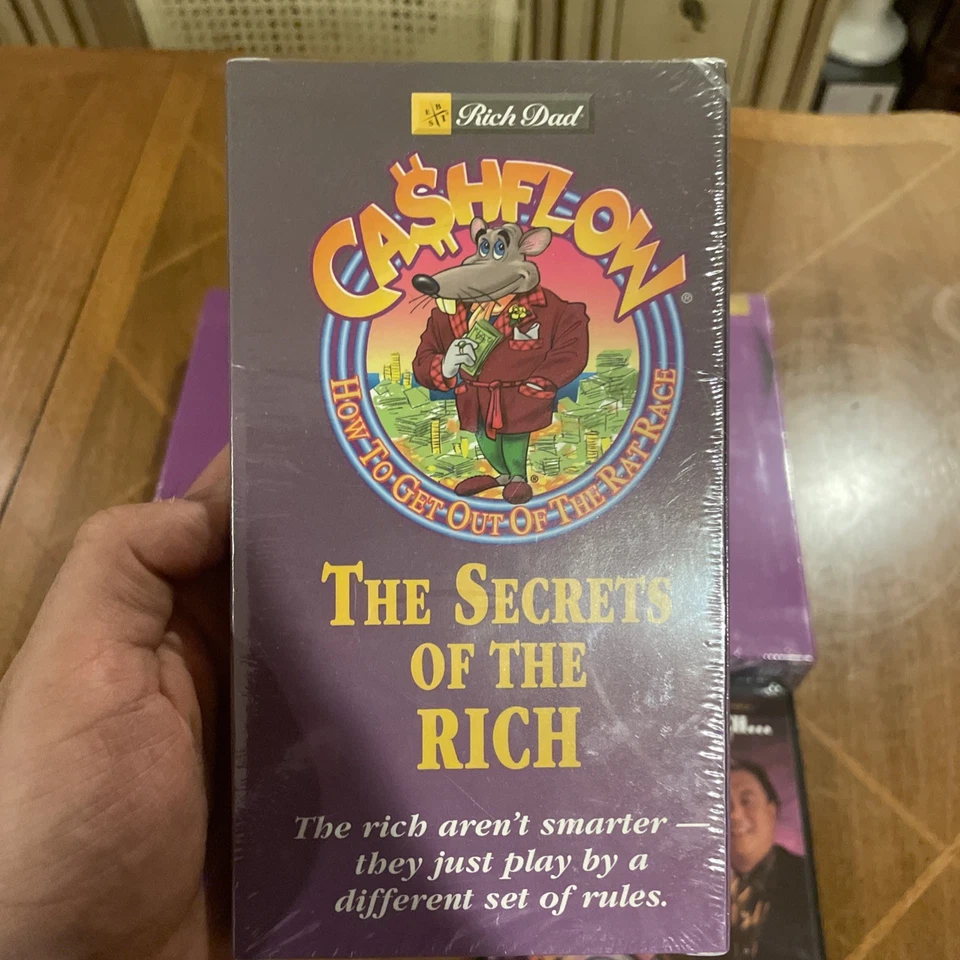 E B S I
Rich Dad
CA$HFLOW®
HOW TO GET OUT OF THE RAT RACE
®
THE SECRETS
OF THE
RICH
The rich aren't smarter —
they just play by a
different set of rules.